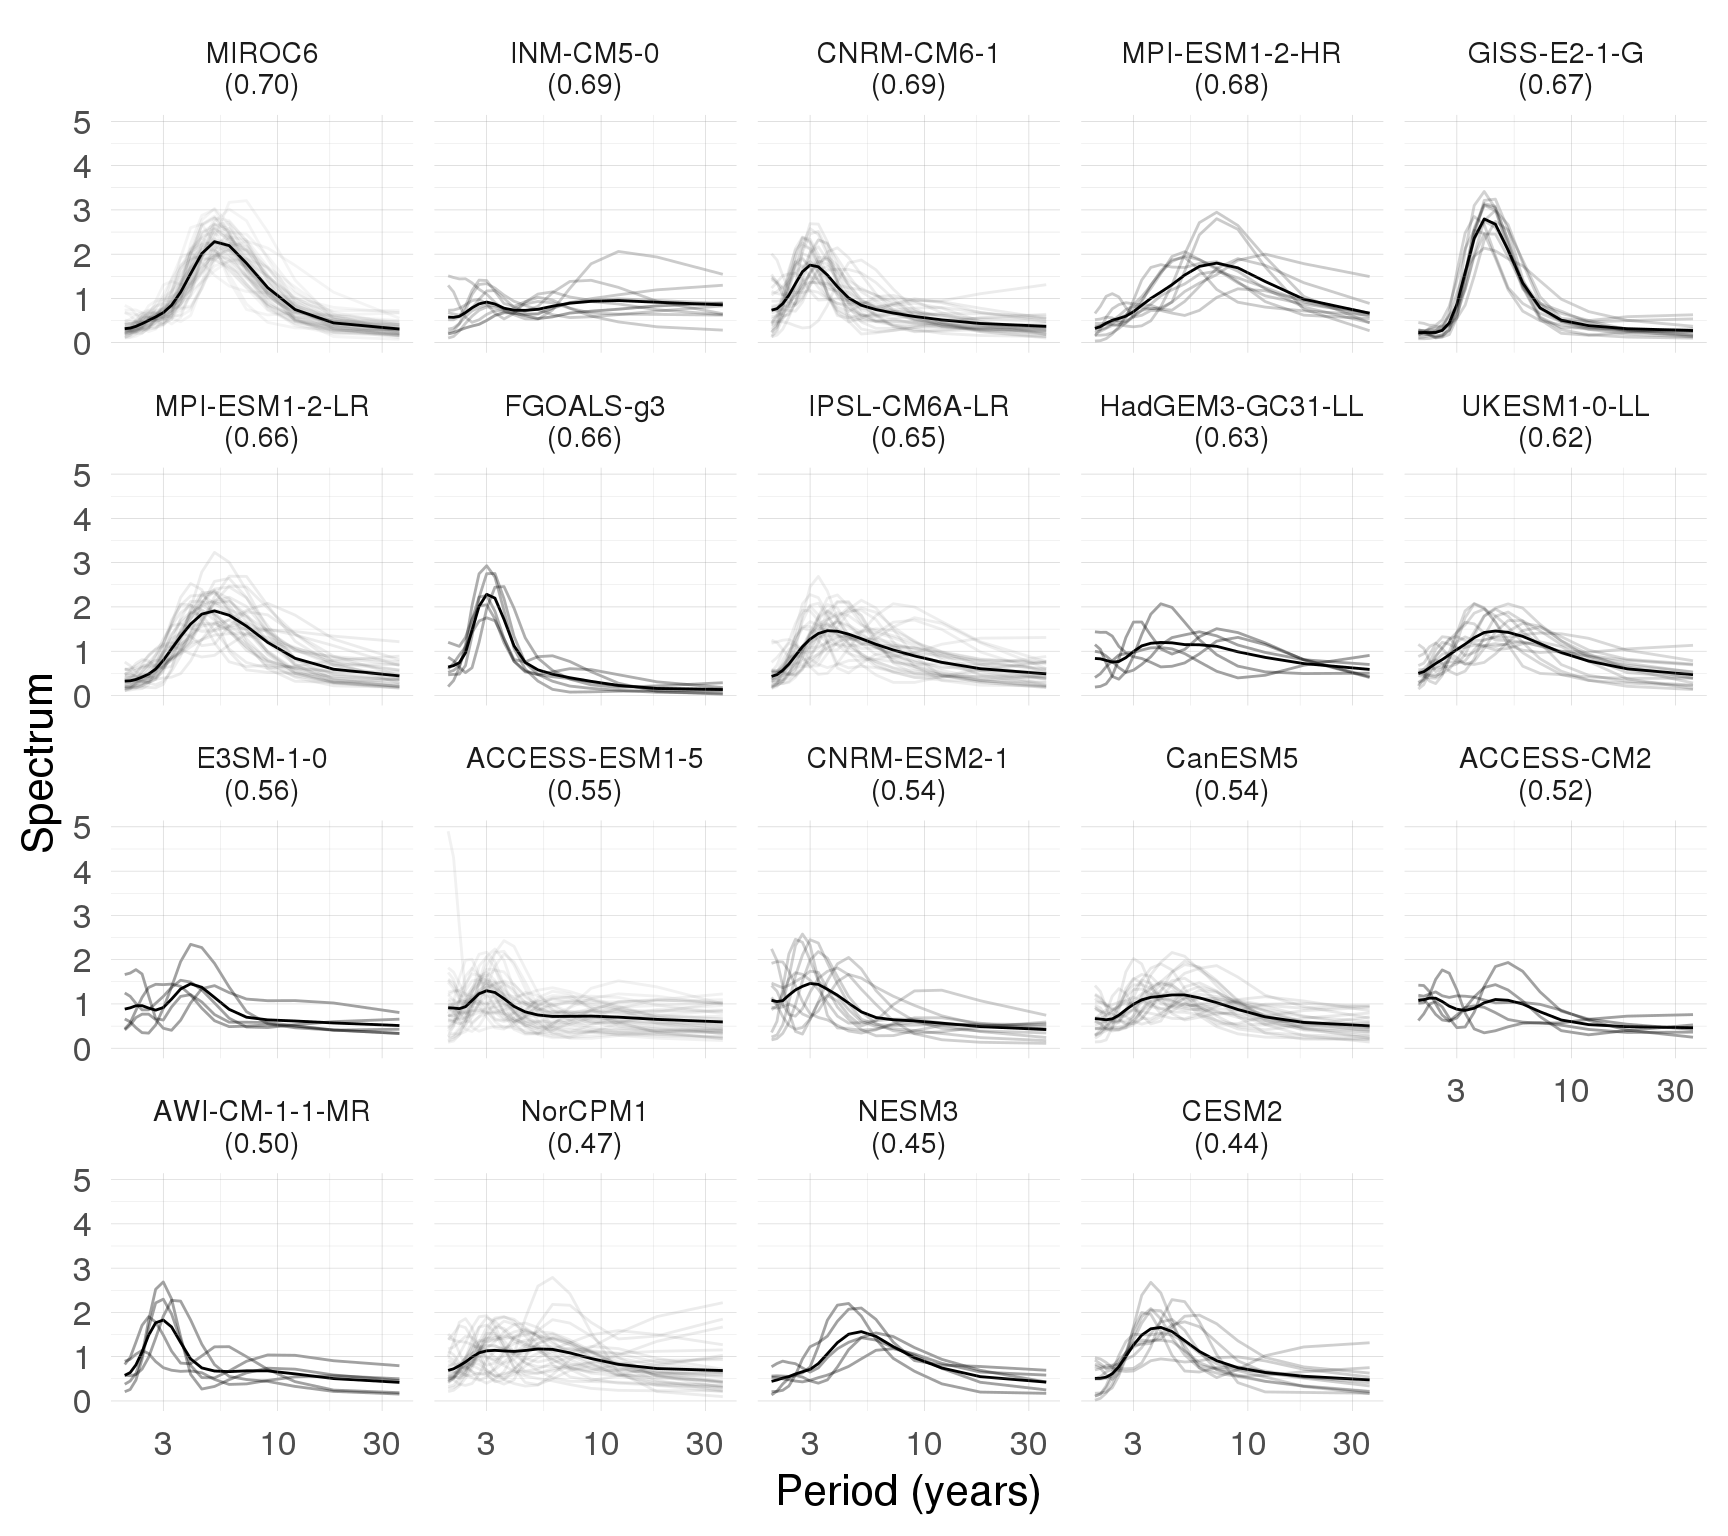 MIROC6
(0.70)
INM-CM5-0
(0.69)
CNRM-CM6-1
(0.69)
MPI-ESM1-2-HR
(0.68)
GISS-E2-1-G
(0.67)
5
4
3
2
1
0
MPI-ESM1-2-LR
(0.66)
FGOALS-g3
(0.66)
IPSL-CM6A-LR
(0.65)
HadGEM3-GC31-LL
(0.63)
UKESM1-0-LL
(0.62)
5
4
3
2
1
0
Spectrum
E3SM-1-0
(0.56)
ACCESS-ESM1-5
(0.55)
CNRM-ESM2-1
(0.54)
CanESM5
(0.54)
ACCESS-CM2
(0.52)
5
4
3
2
1
0
3 10 30
AWI-CM-1-1-MR
(0.50)
NorCPM1
(0.47)
NESM3
(0.45)
CESM2
(0.44)
5
4
3
2
1
0
3 10 30
3 10 30
3 10 30
3 10 30
Period (years)